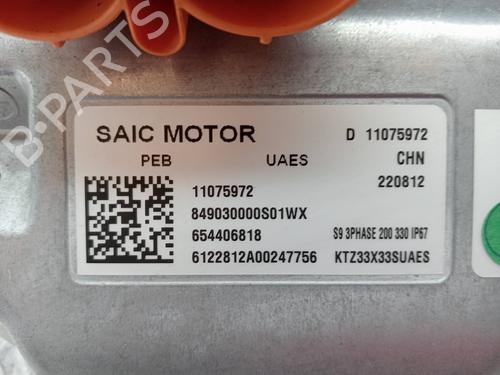 SAIC MOTOR D 11075972
PEB UAES CHN
220812
11075972
849030000S01WX
654406818 S9 3PHASE 200 330 IP67
6122812A00247756 KTZ33X33SUAES
B-PARTS